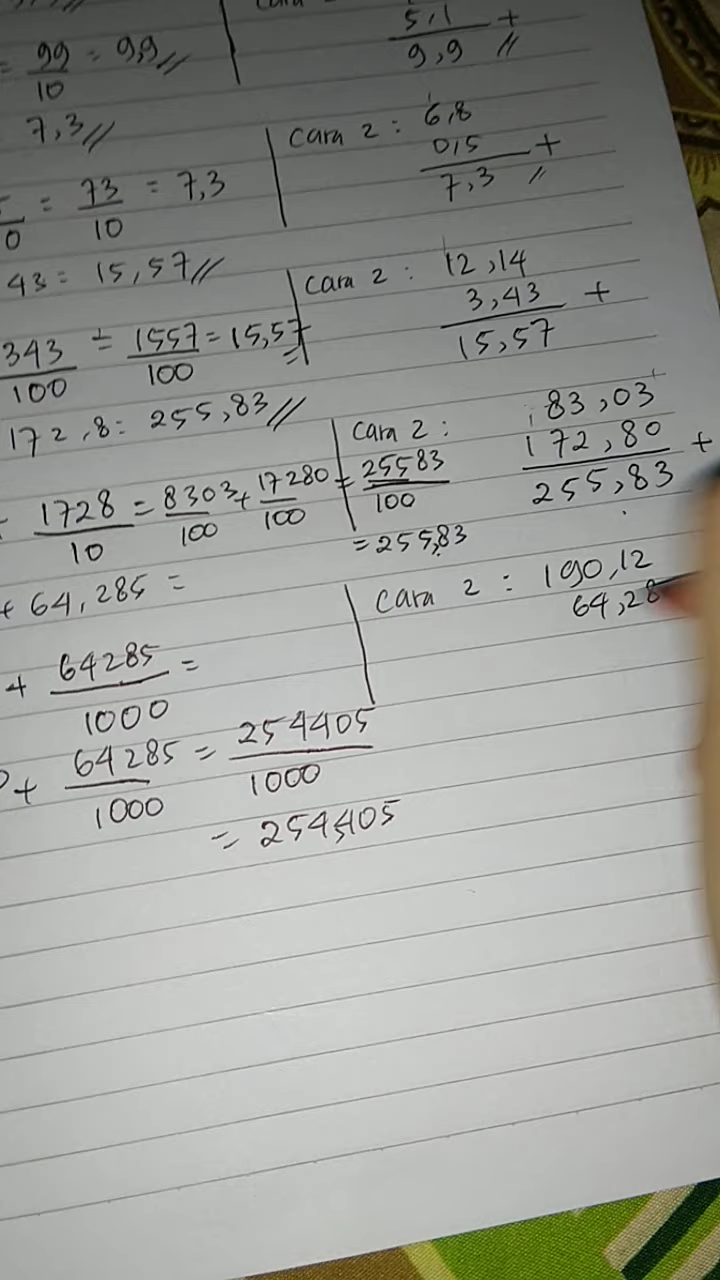 5,1 +
= 99/10 = 9,9 // 9,9 //
7,3 // Cara 2 : 6,8
0,5 +
= 73/10 = 7,3 7,3 //
43 = 15,57 // Cara 2 : 12,14
3,43 +
343/100 = 1557/100 = 15,57 15,57
172,8 = 255,83 // Cara 2 : 83,03
172,80 +
1728/10 = 8303/100 + 17280/100 = 25583/100 255,83
= 255,83
+ 64,285 = Cara 2 : 190,12
64,28
+ 64285/1000 =
+ 64285/1000 = 254405/1000
= 254,405